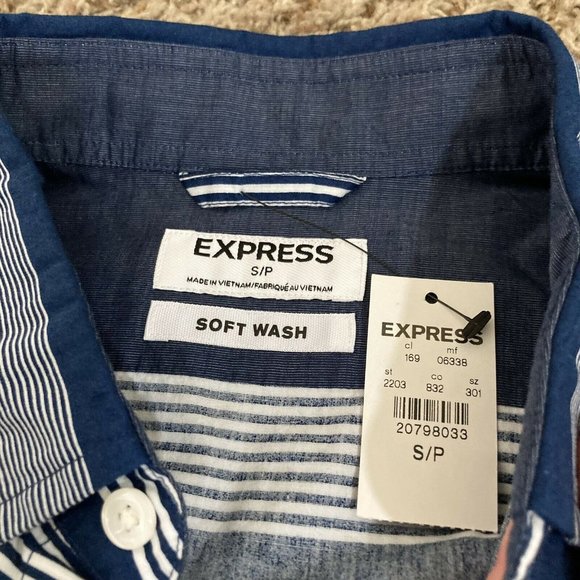 EXPRESS
S/P
MADE IN VIETNAM/FABRIQUÉ AU VIETNAM
SOFT WASH
EXPRESS
cl mf
169 06338
st co sz
2203 832 301
20798033
S/P